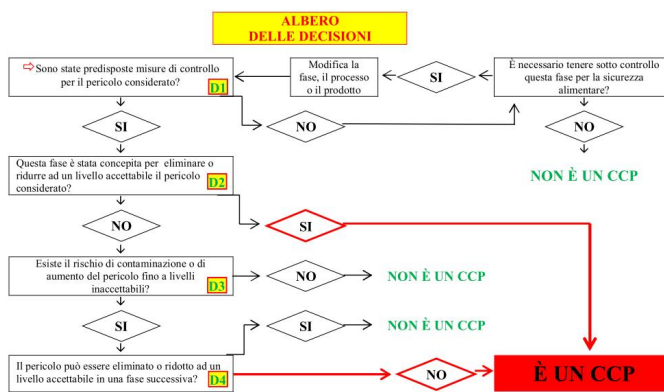 ALBERO
DELLE DECISIONI
⇨Sono state predisposte misure di controllo
per il pericolo considerato?
D1
Modifica la
fase, il processo
o il prodotto
SI
È necessario tenere sotto controllo
questa fase per la sicurezza
alimentare?
SI
NO
NO
NON È UN CCP
Questa fase è stata concepita per eliminare o
ridurre ad un livello accettabile il pericolo
considerato?
D2
NO
SI
Esiste il rischio di contaminazione o di
aumento del pericolo fino a livelli
inaccettabili?
D3
NO
NON È UN CCP
SI
SI
NON È UN CCP
Il pericolo può essere eliminato o ridotto ad un
livello accettabile in una fase successiva?
D4
NO
È UN CCP